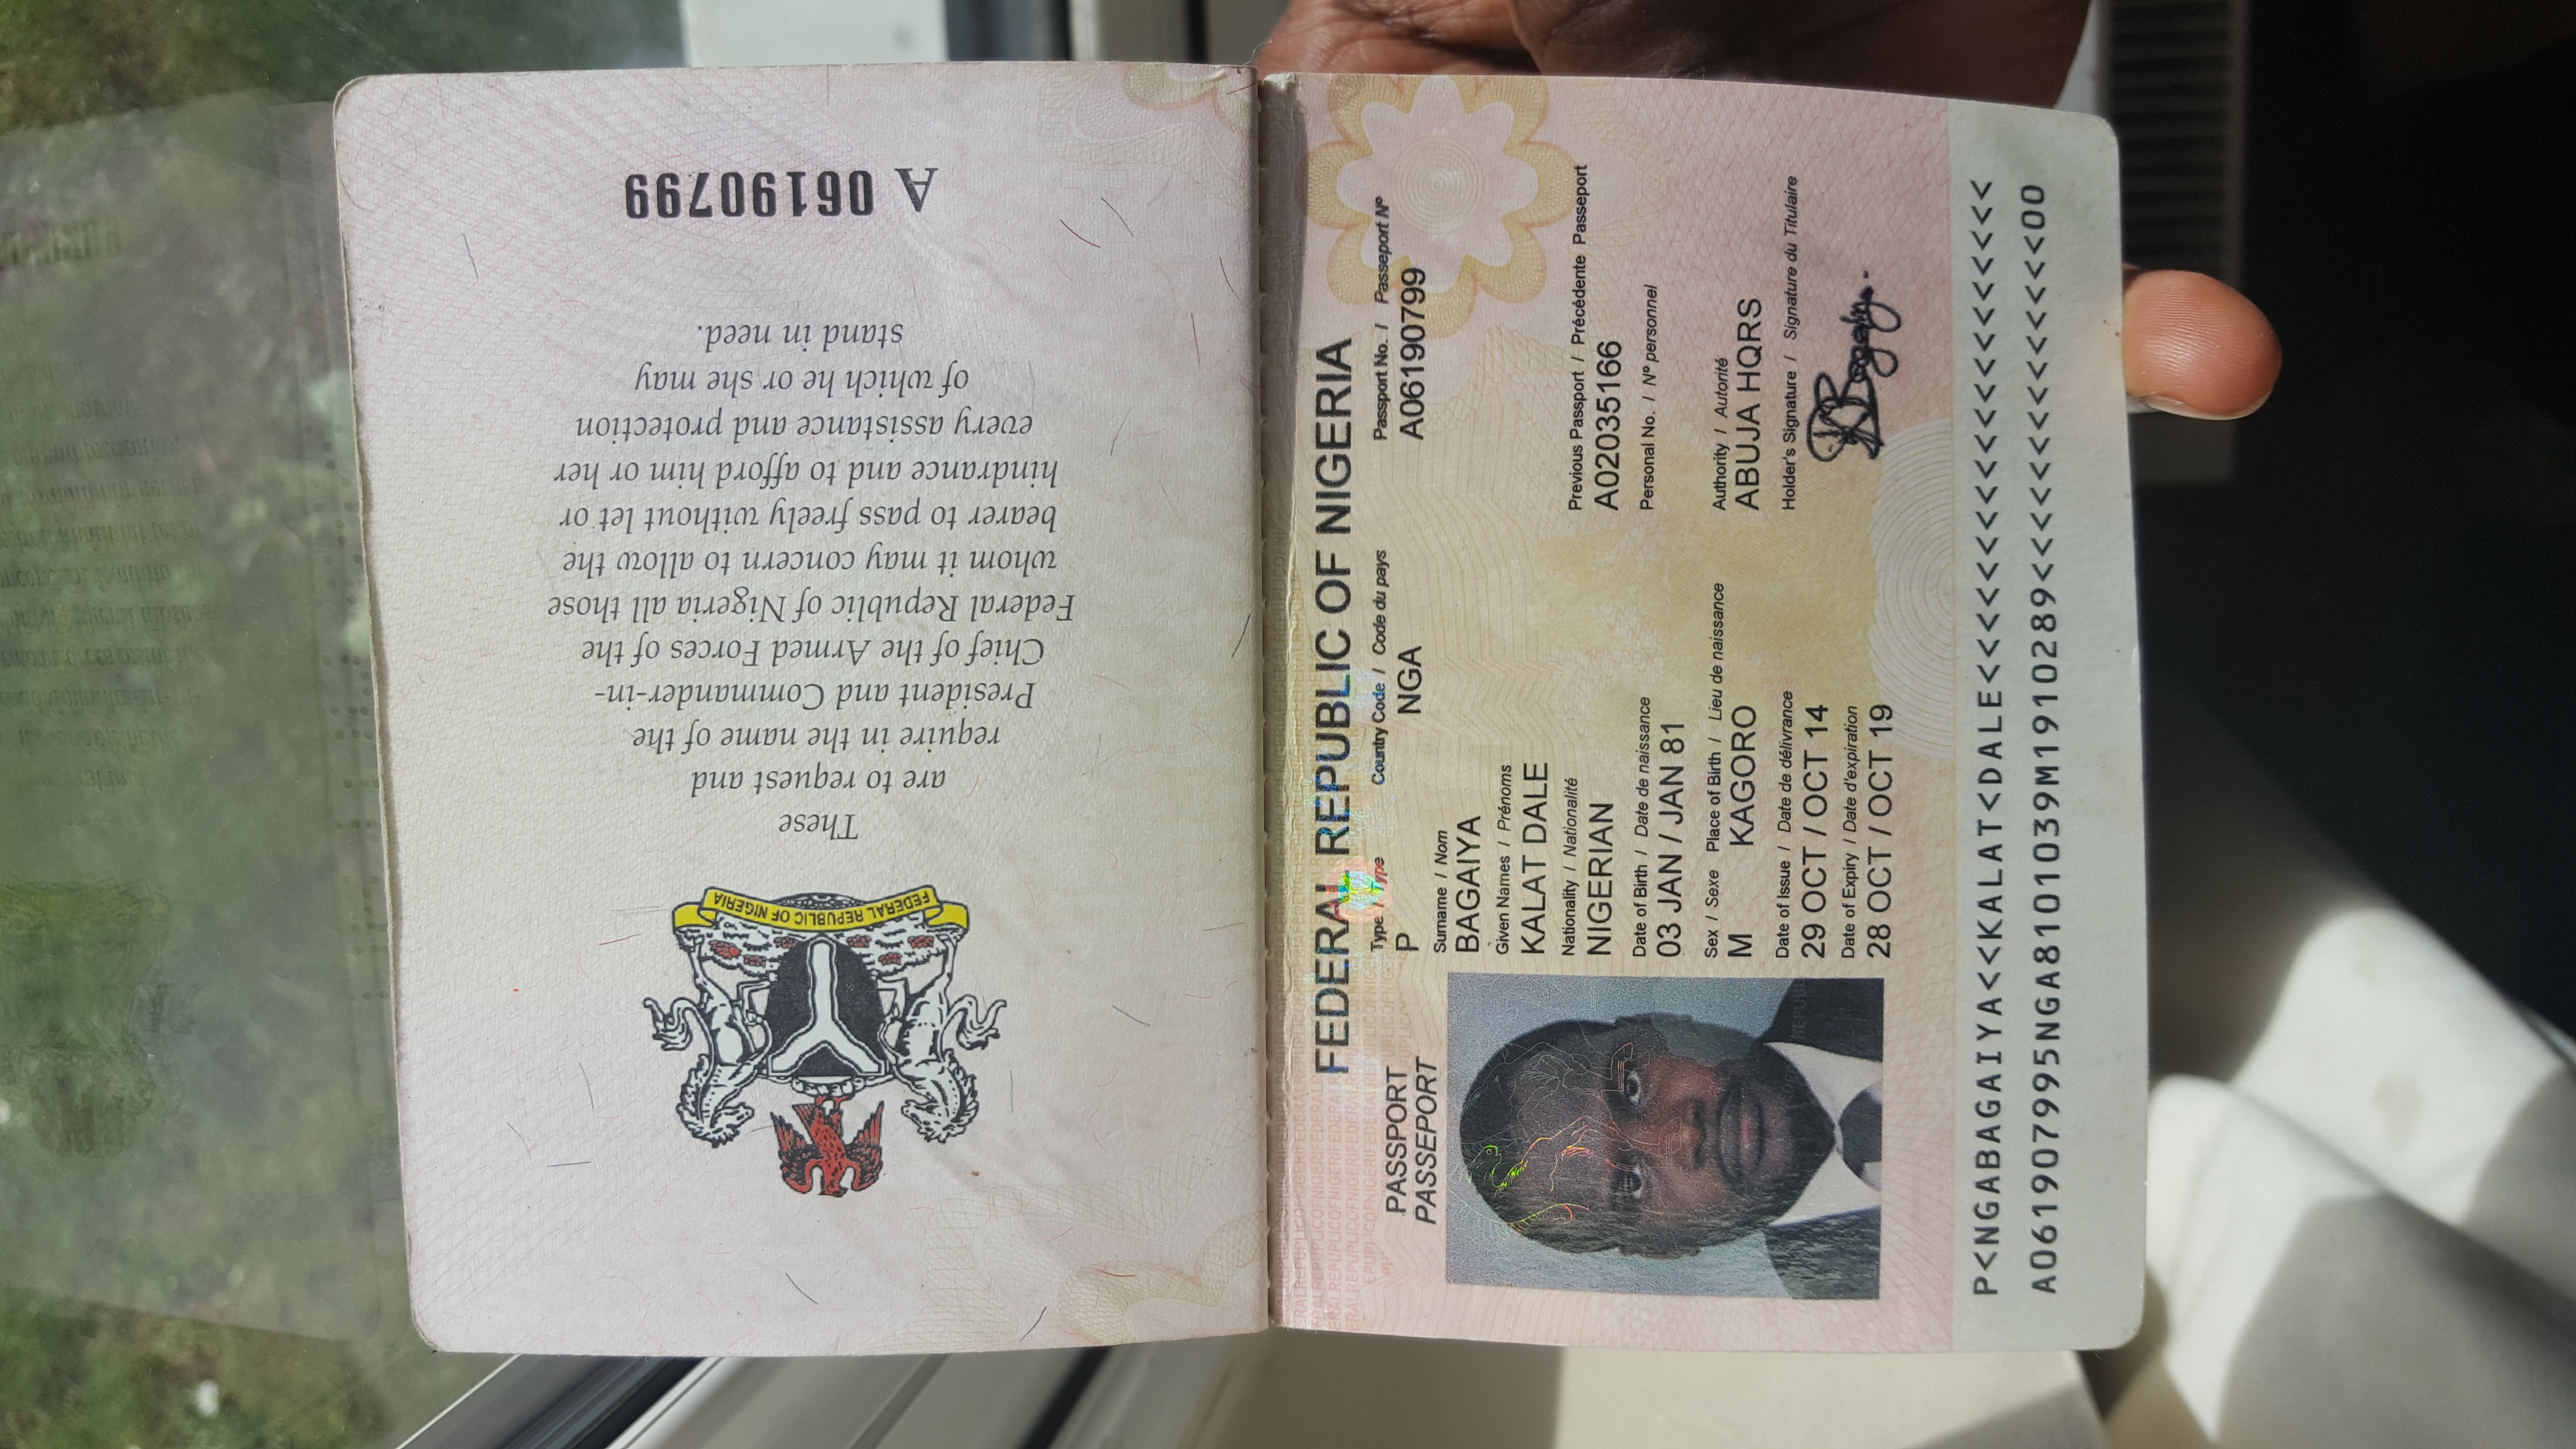 FEDERAL REPUBLIC OF NIGERIA
These
are to request and
require in the name of the
President and Commander-in-
Chief of the Armed Forces of the
Federal Republic of Nigeria all those
whom it may concern to allow the
bearer to pass freely without let or
hindrance and to afford him or her
every assistance and protection
of which he or she may
stand in need.
A 06190799
FEDERAL REPUBLIC OF NIGERIA
PASSPORT
PASSEPORT
Type / Type Country Code / Code du pays Passport No. / Passeport Nº
P NGA A06190799
Surname / Nom
BAGAIYA
Given Names / Prénoms
KALAT DALE
Nationality / Nationalité Previous Passport / Précédente Passeport
NIGERIAN A02035166
Date of Birth / Date de naissance Personal No. / Nº personnel
03 JAN / JAN 81
Sex / Sexe Place of Birth / Lieu de naissance Authority / Autorité
M KAGORO ABUJA HQRS
Date of Issue / Date de délivrance Holder's Signature / Signature du Titulaire
29 OCT / OCT 14
Date of Expiry / Date d'expiration
28 OCT / OCT 19
P<NGABAGAIYA<<KALAT<DALE<<<<<<<<<<<<<<<<<<<<
A061907995NGA8101039M1910289<<<<<<<<<<<<<<00